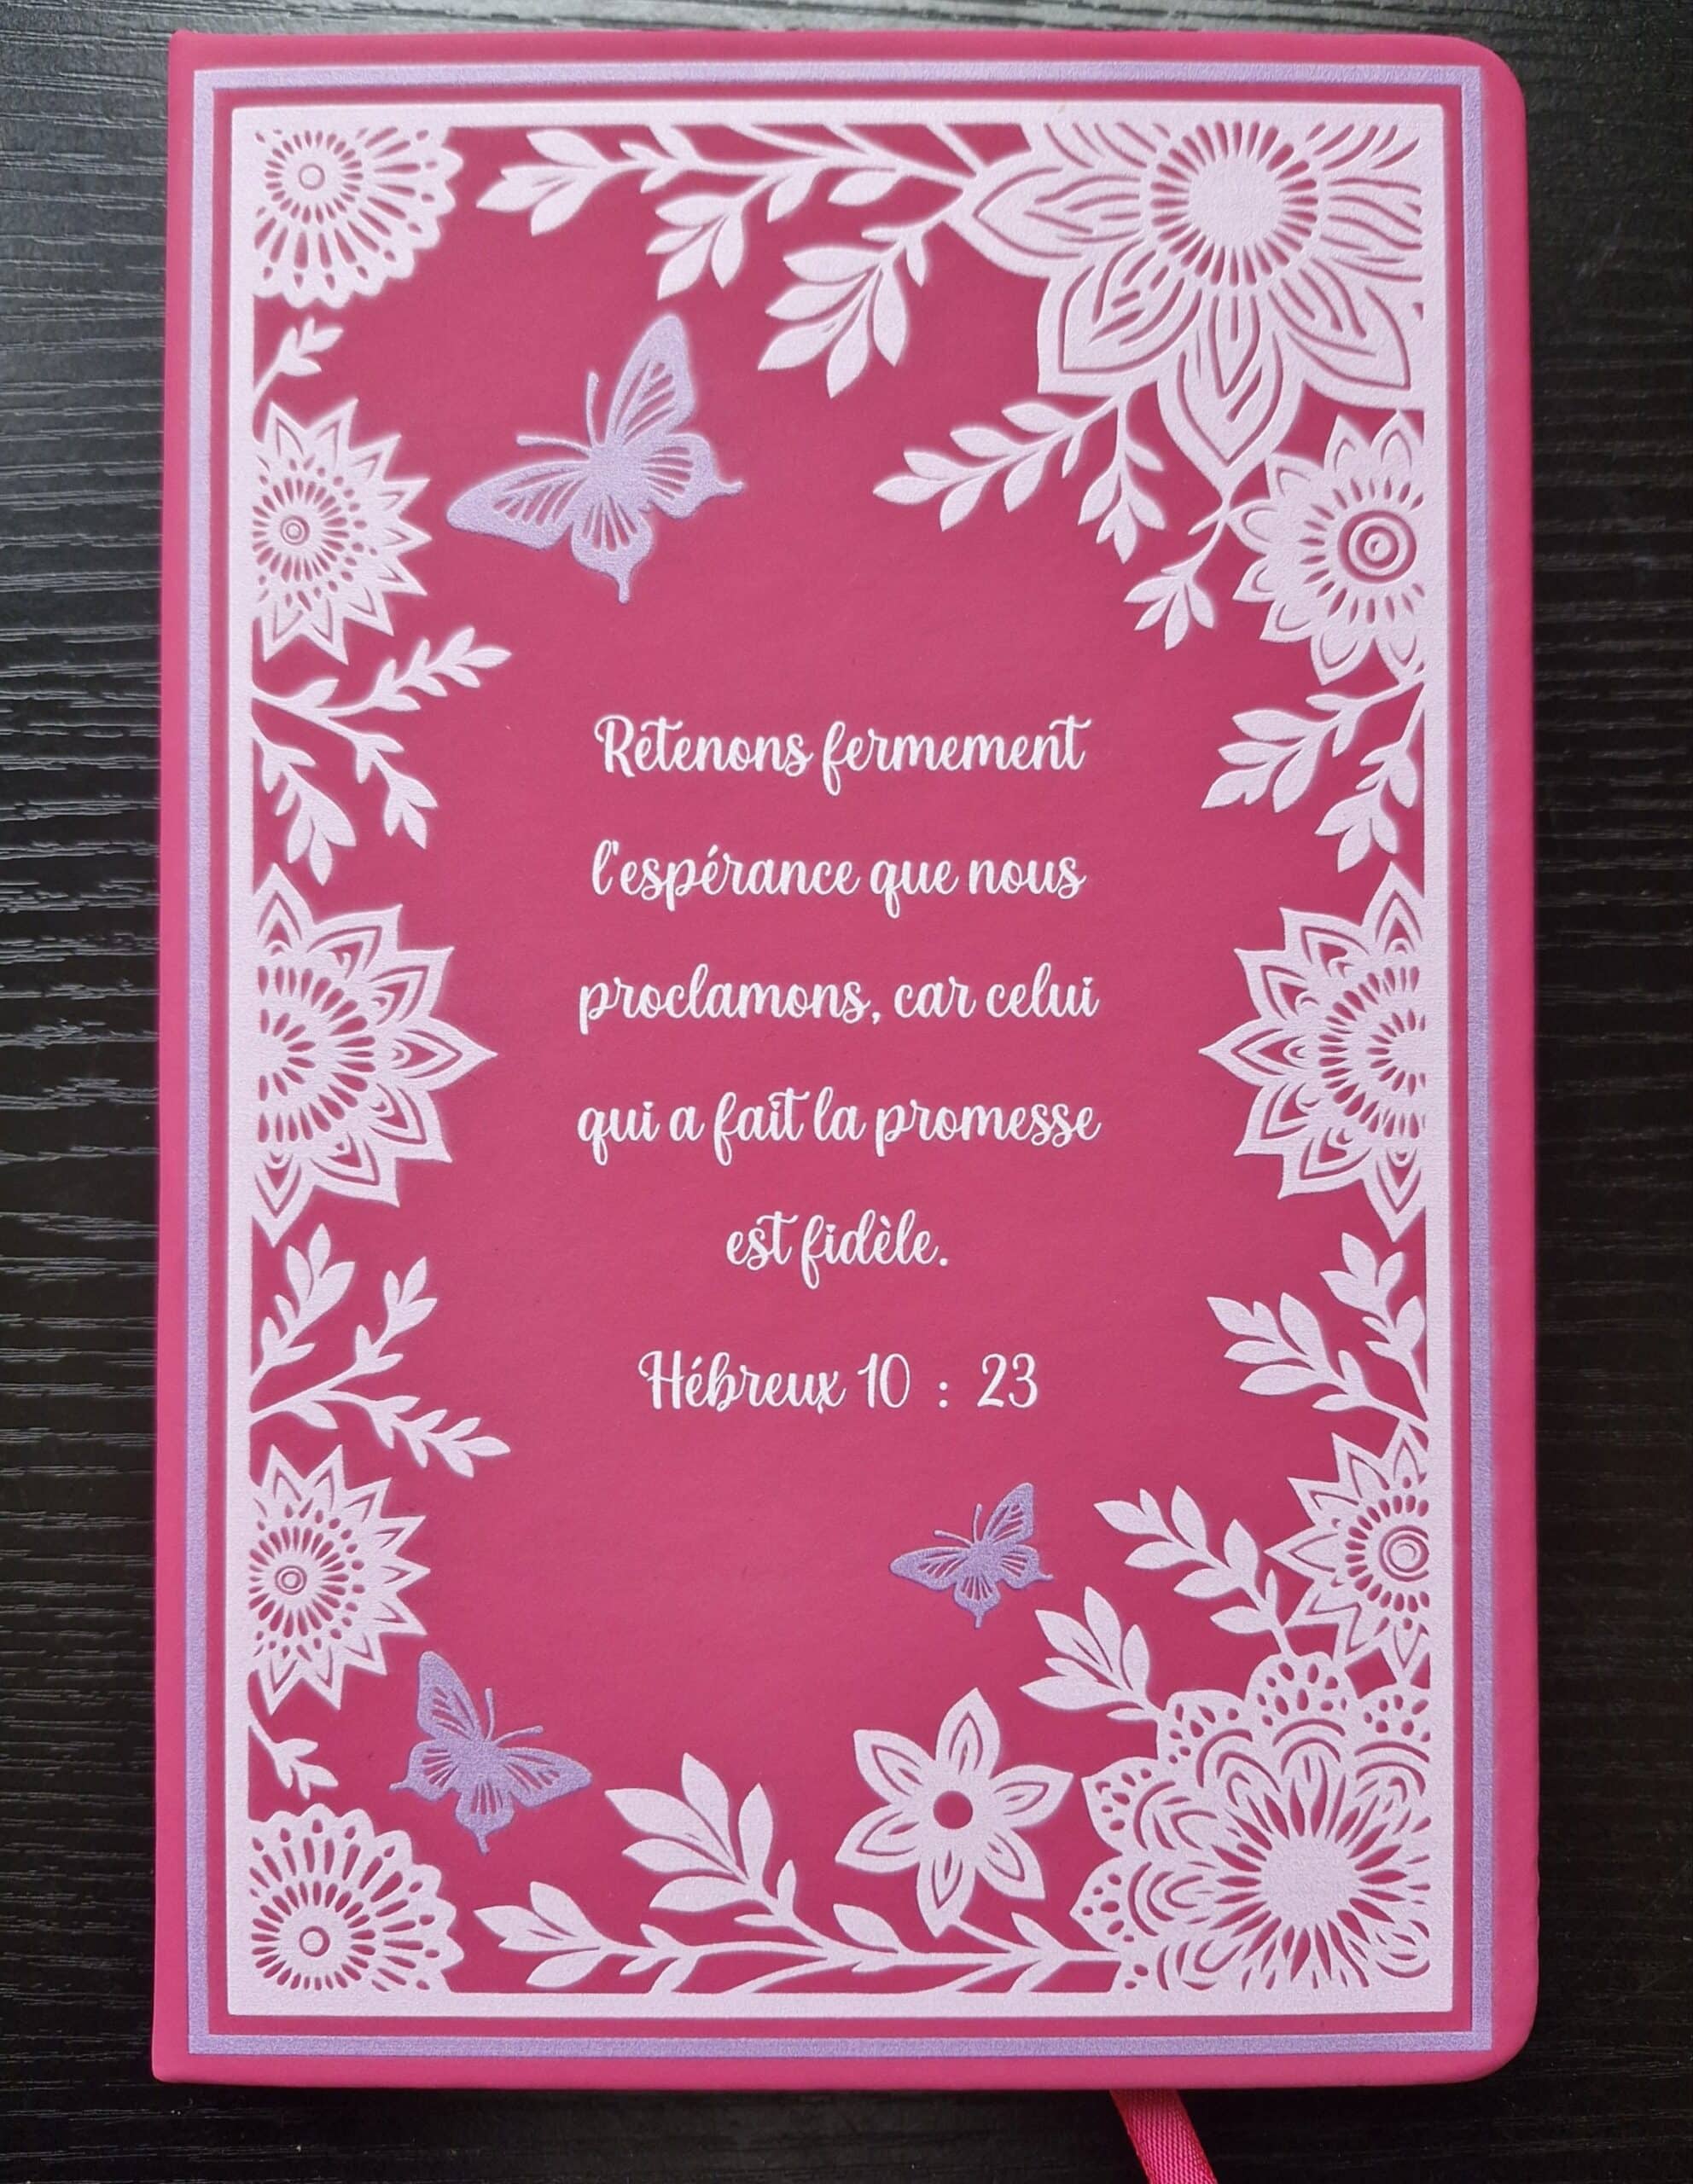 Retenons fermement
l'espérance que nous
proclamons, car celui
qui a fait la promesse
est fidèle.
Hébreux 10 : 23